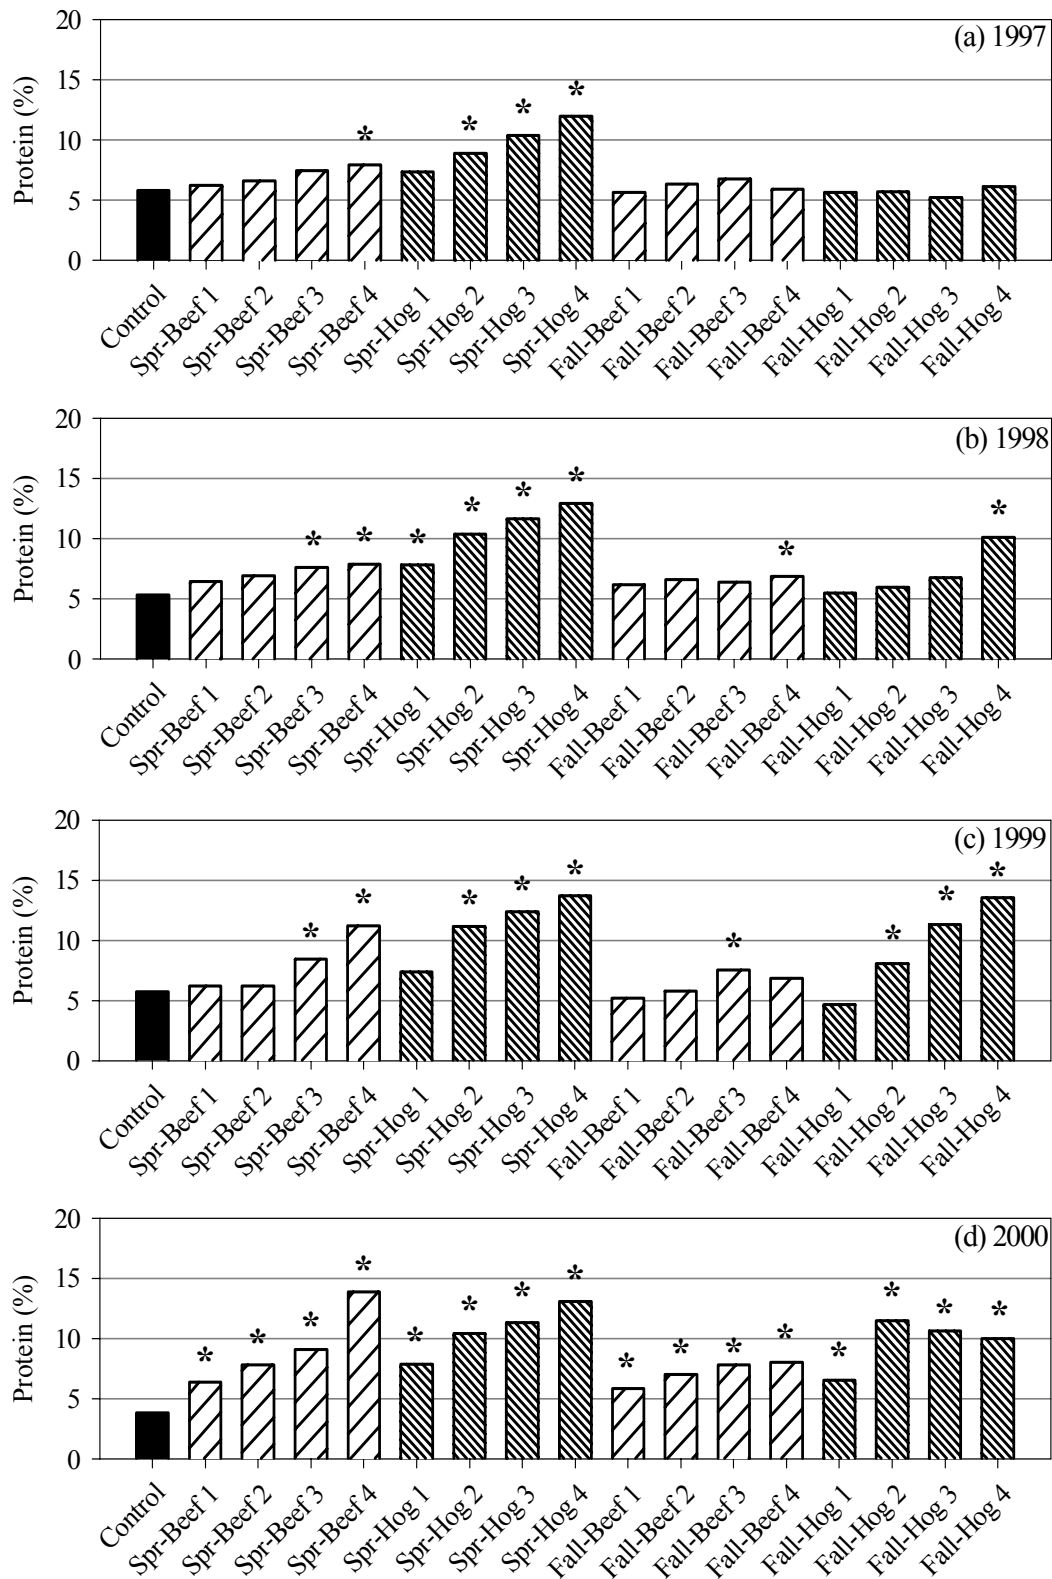 (a) 1997
Protein (%)
20
15
10
5
0
* * * *
Control Spr-Beef 1 Spr-Beef 2 Spr-Beef 3 Spr-Beef 4 Spr-Hog 1 Spr-Hog 2 Spr-Hog 3 Spr-Hog 4 Fall-Beef 1 Fall-Beef 2 Fall-Beef 3 Fall-Beef 4 Fall-Hog 1 Fall-Hog 2 Fall-Hog 3 Fall-Hog 4
(b) 1998
Protein (%)
20
15
10
5
0
* * * * * * * *
Control Spr-Beef 1 Spr-Beef 2 Spr-Beef 3 Spr-Beef 4 Spr-Hog 1 Spr-Hog 2 Spr-Hog 3 Spr-Hog 4 Fall-Beef 1 Fall-Beef 2 Fall-Beef 3 Fall-Beef 4 Fall-Hog 1 Fall-Hog 2 Fall-Hog 3 Fall-Hog 4
(c) 1999
Protein (%)
20
15
10
5
0
* * * * * * * * *
Control Spr-Beef 1 Spr-Beef 2 Spr-Beef 3 Spr-Beef 4 Spr-Hog 1 Spr-Hog 2 Spr-Hog 3 Spr-Hog 4 Fall-Beef 1 Fall-Beef 2 Fall-Beef 3 Fall-Beef 4 Fall-Hog 1 Fall-Hog 2 Fall-Hog 3 Fall-Hog 4
(d) 2000
Protein (%)
20
15
10
5
0
* * * * * * * * * * * * * * * *
Control Spr-Beef 1 Spr-Beef 2 Spr-Beef 3 Spr-Beef 4 Spr-Hog 1 Spr-Hog 2 Spr-Hog 3 Spr-Hog 4 Fall-Beef 1 Fall-Beef 2 Fall-Beef 3 Fall-Beef 4 Fall-Hog 1 Fall-Hog 2 Fall-Hog 3 Fall-Hog 4